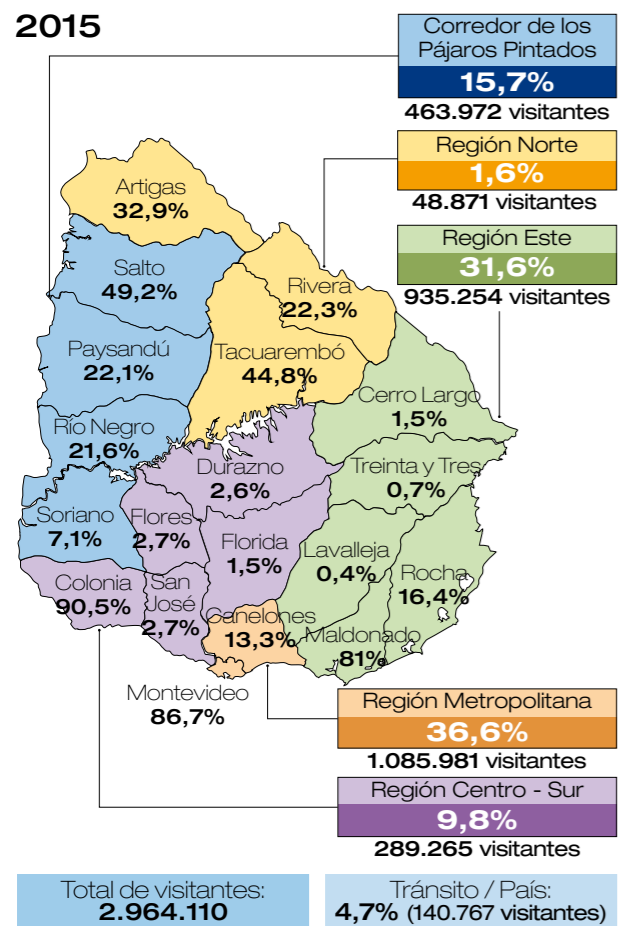 2015
Corredor de los
Pájaros Pintados
15,7%
463.972 visitantes
Región Norte
1,6%
48.871 visitantes
Región Este
31,6%
935.254 visitantes
Artigas
32,9%
Salto
49,2%
Rivera
22,3%
Paysandú
22,1%
Tacuarembó
44,8%
Cerro Largo
1,5%
Río Negro
21,6%
Durazno
2,6%
Treinta y Tres
0,7%
Soriano
7,1%
Flores
2,7%
Florida
1,5%
Lavalleja
0,4%
Rocha
16,4%
Colonia
90,5%
San
José
2,7%
Canelones
13,3%
Maldonado
81%
Montevideo
86,7%
Región Metropolitana
36,6%
1.085.981 visitantes
Región Centro - Sur
9,8%
289.265 visitantes
Total de visitantes:
2.964.110
Tránsito / País:
4,7% (140.767 visitantes)